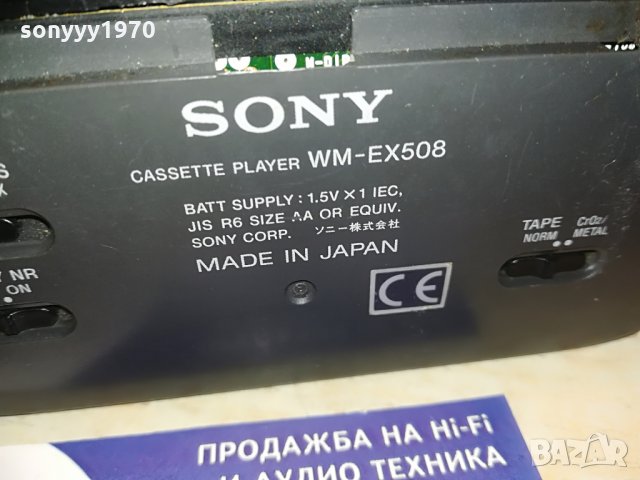 sonyyy1970
SONY
CASSETTE PLAYER WM-EX508
BATT SUPPLY : 1.5V × 1 IEC,
JIS R6 SIZE AA OR EQUIV.
SONY CORP. ソニー株式会社
MADE IN JAPAN
CE
TAPE CrO2/
NORM METAL
NR
ON
ПРОДАЖБА НА Hi-Fi
И АУДИО ТЕХНИКА
BAZAR